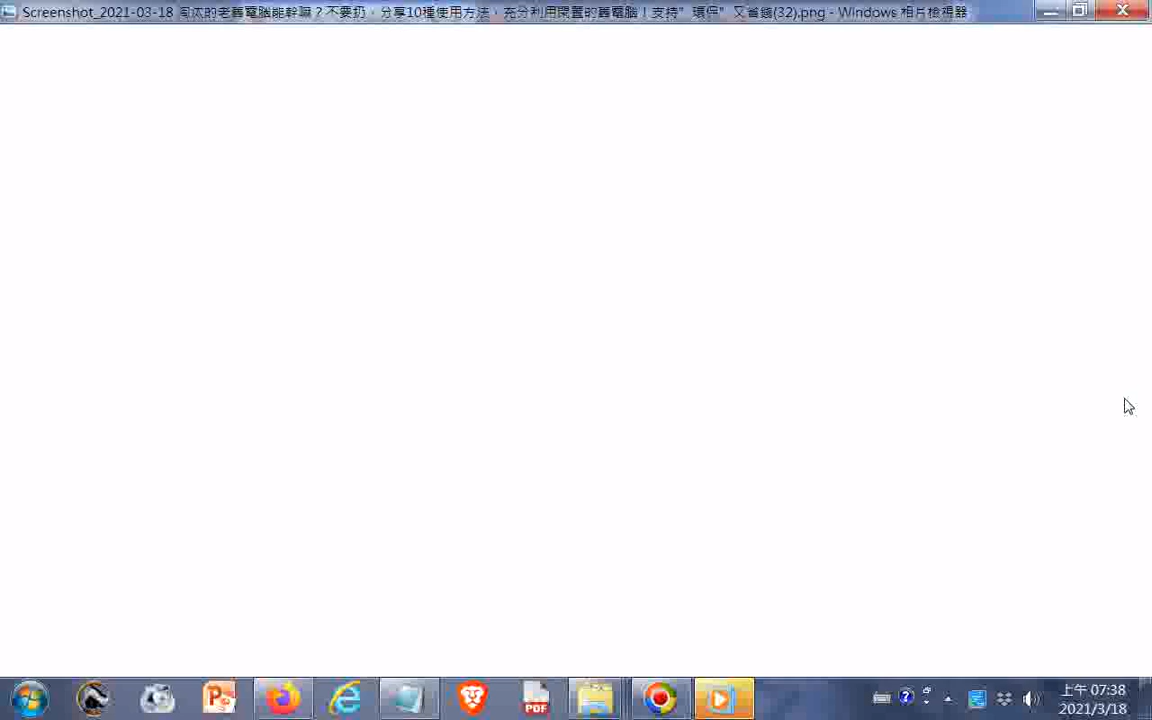 Screenshot_2021-03-18 淘汰的老舊電腦能幹嘛？不要扔，分享10種使用方法，充分利用閑置的舊電腦！支持"環保"又省錢(32).png - Windows 相片檢視器
PDF
上午 07:38
2021/3/18